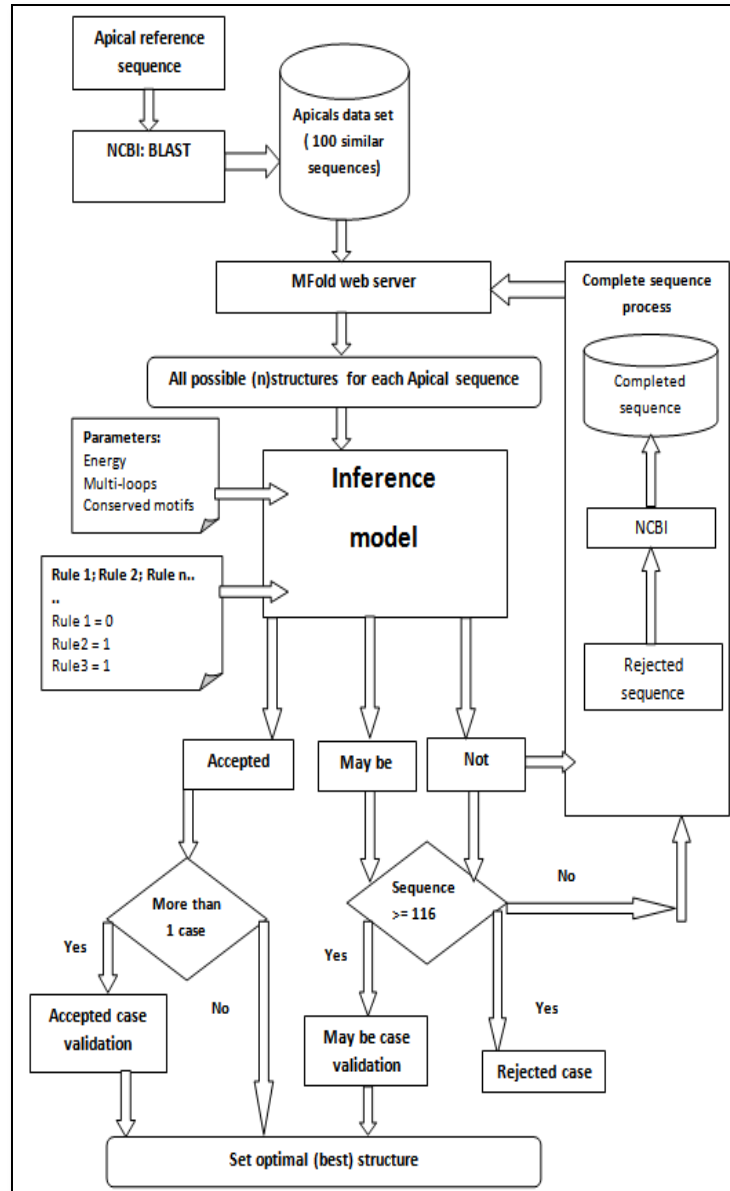 Apical reference
sequence
NCBI: BLAST
Apicals data set
( 100 similar
sequences)
MFold web server
Complete sequence
process
Completed
sequence
NCBI
Rejected
sequence
All possible (n)structures for each Apical sequence
Parameters:
Energy
Multi-loops
Conserved motifs
Inference
model
Rule 1; Rule 2; Rule n..
..
Rule 1 = 0
Rule2 = 1
Rule3 = 1
Accepted
May be
Not
More than
1 case
Sequence
>= 116
No
Yes
No
Yes
Yes
Accepted case
validation
May be case
validation
Rejected case
Set optimal (best) structure